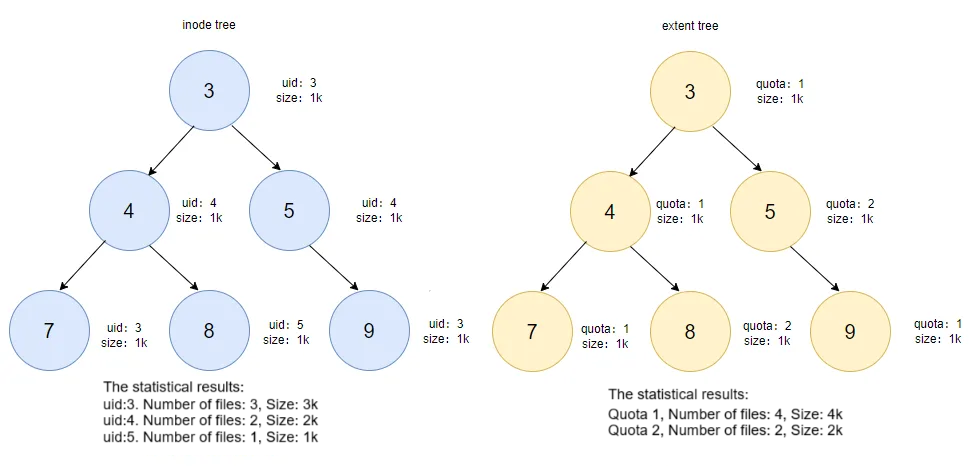 inode tree
3
uid: 3
size: 1k
4
uid: 4
size: 1k
5
uid: 4
size: 1k
7
uid: 3
size: 1k
8
uid: 5
size: 1k
9
uid: 3
size: 1k
The statistical results:
uid:3. Number of files: 3, Size: 3k
uid:4. Number of files: 2, Size: 2k
uid:5. Number of files: 1, Size: 1k
extent tree
3
quota: 1
size: 1k
4
quota: 1
size: 1k
5
quota: 2
size: 1k
7
quota: 1
size: 1k
8
quota: 2
size: 1k
9
quota: 1
size: 1k
The statistical results:
Quota 1, Number of files: 4, Size: 4k
Quota 2, Number of files: 2, Size: 2k